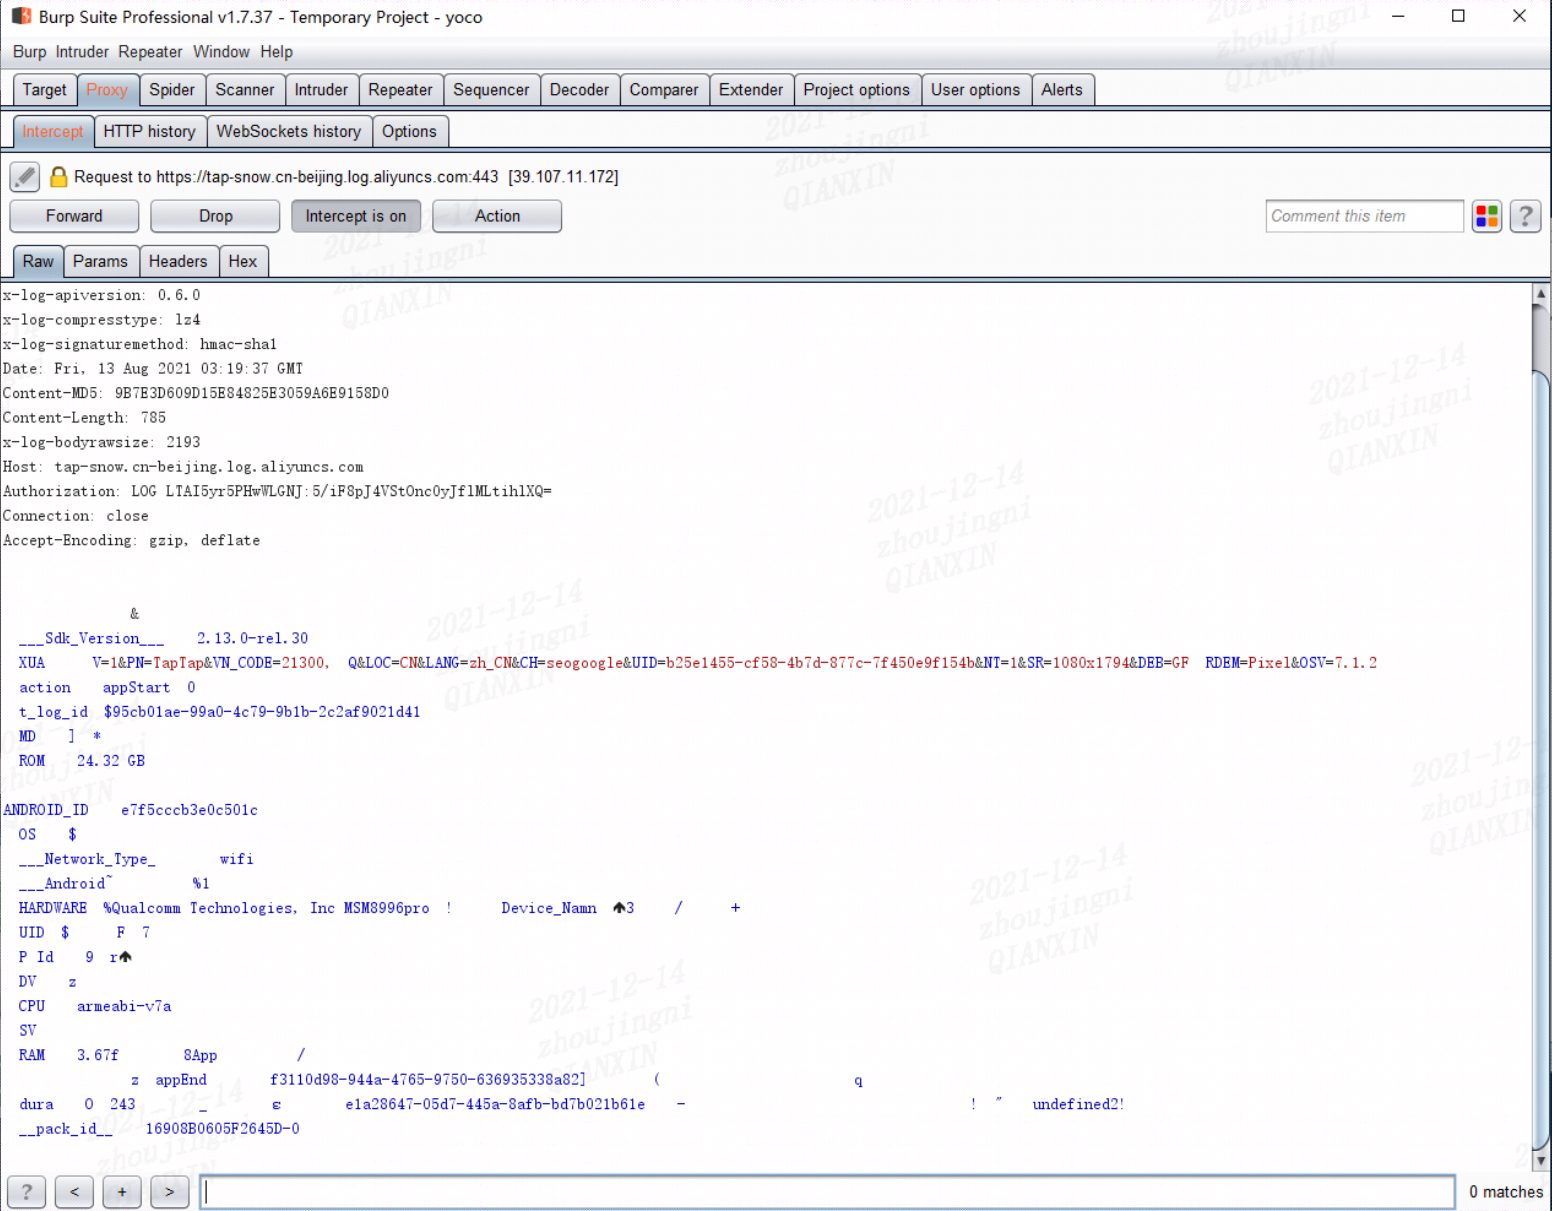 Burp Suite Professional v1.7.37 - Temporary Project - yoco
Burp Intruder Repeater Window Help
Target Proxy Spider Scanner Intruder Repeater Sequencer Decoder Comparer Extender Project options User options Alerts
Intercept HTTP history WebSockets history Options
Request to https://tap-snow.cn-beijing.log.aliyuncs.com:443 [39.107.11.172]
Forward Drop Intercept is on Action Comment this item ?
Raw Params Headers Hex
x-log-apiversion: 0.6.0
x-log-compresstype: lz4
x-log-signaturemethod: hmac-sha1
Date: Fri, 13 Aug 2021 03:19:37 GMT
Content-MD5: 9B7E3D609D15E84825E3059A6E9158D0
Content-Length: 785
x-log-bodyrawsize: 2193
Host: tap-snow.cn-beijing.log.aliyuncs.com
Authorization: LOG LTAI5yr5PHwWLGNJ:5/iF8pJ4VStOnc0yJflMLtihlXQ=
Connection: close
Accept-Encoding: gzip, deflate
&
___Sdk_Version___ 2.13.0-rel.30
XUA V=1&PN=TapTap&VN_CODE=21300, Q&LOC=CN&LANG=zh_CN&CH=seogoogle&UID=b25e1455-cf58-4b7d-877c-7f450e9f154b&NT=1&SR=1080x1794&DEB=GF RDEM=Pixel&OSV=7.1.2
action appStart 0
t_log_id $95cb01ae-99a0-4c79-9b1b-2c2af9021d41
MD ] *
ROM 24.32 GB
ANDROID_ID e7f5cccb3e0c501c
OS $
___Network_Type_ wifi
___Android~ %1
HARDWARE %Qualcomm Technologies, Inc MSM8996pro ! Device_Namn 3 / +
UID $ F 7
P Id 9 r
DV z
CPU armeabi-v7a
SV
RAM 3.67f 8App /
z appEnd f3110d98-944a-4765-9750-636935338a82] ( q
dura 0 243 _ ε e1a28647-05d7-445a-8afb-bd7b021b61e - ! ″ undefined2!
__pack_id__ 16908B0605F2645D-0
? < + > 0 matches
2021-12-14
zhoujingni
QIANXIN